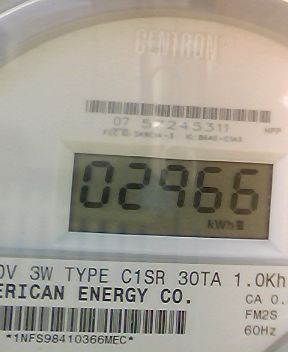 CENTRON
07 57245311
HPP
02966
kWh
0V 3W TYPE C1SR 30TA 1.0Kh
ERICAN ENERGY CO.
CA 0.
FM2S
60Hz
*1NFS98410366MEC*